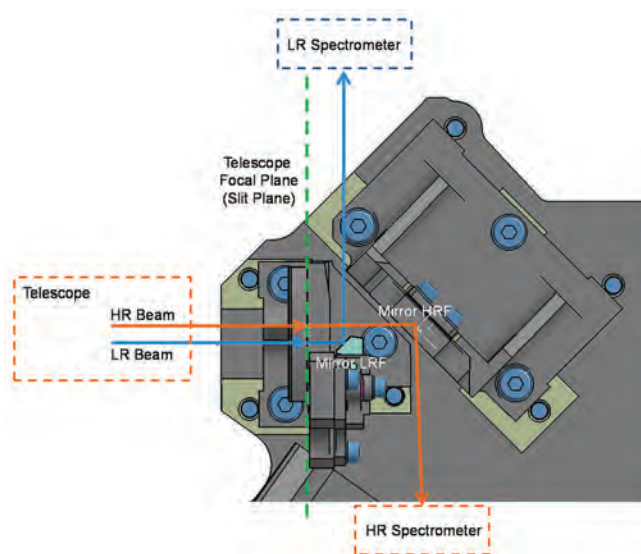 LR Spectrometer
Telescope
Focal Plane
(Slit Plane)
Telescope
HR Beam
LR Beam
Mirror HRF
Mirror LRF
HR Spectrometer